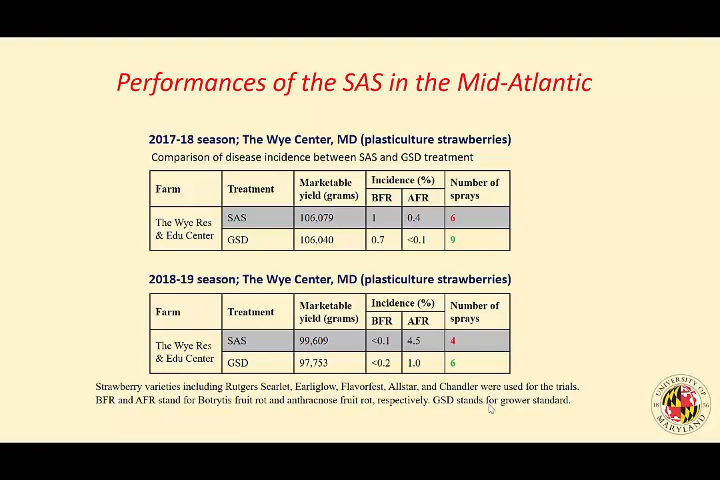 Performances of the SAS in the Mid-Atlantic
2017-18 season; The Wye Center, MD (plasticulture strawberries)
Comparison of disease incidence between SAS and GSD treatment
Farm Treatment Marketable yield (grams) Incidence (%) Number of sprays
BFR AFR
The Wye Res & Edu Center SAS 106,079 1 0.4 6
GSD 106,040 0.7 <0.1 9
2018-19 season; The Wye Center, MD (plasticulture strawberries)
Farm Treatment Marketable yield (grams) Incidence (%) Number of sprays
BFR AFR
The Wye Res & Edu Center SAS 99,609 <0.1 4.5 4
GSD 97,753 <0.2 1.0 6
Strawberry varieties including Rutgers Scarlet, Earliglow, Flavorfest, Allstar, and Chandler were used for the trials.
BFR and AFR stand for Botrytis fruit rot and anthracnose fruit rot, respectively. GSD stands for grower standard.
UNIVERSITY OF
18 56
MARYLAND